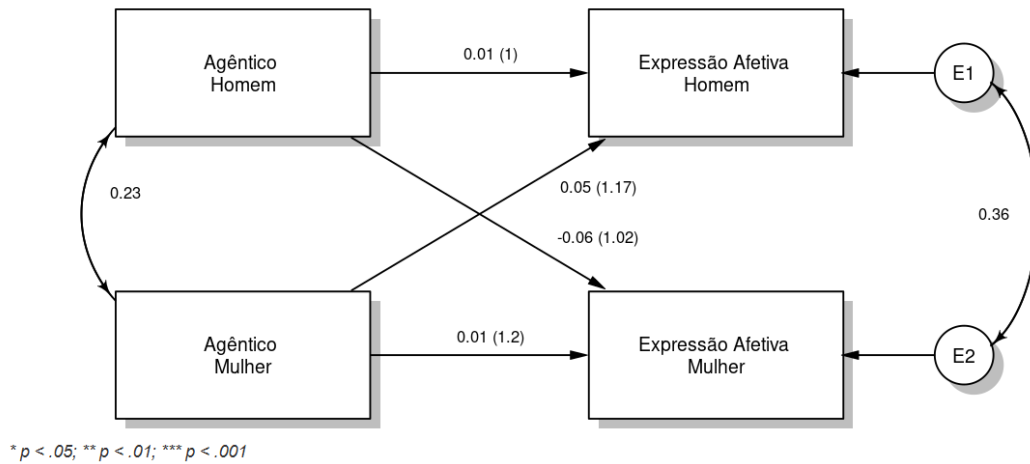 Agêntico
Homem
0.01 (1)
Expressão Afetiva
Homem
E1
0.23
0.05 (1.17)
-0.06 (1.02)
0.36
Agêntico
Mulher
0.01 (1.2)
Expressão Afetiva
Mulher
E2
* p < .05; ** p < .01; *** p < .001